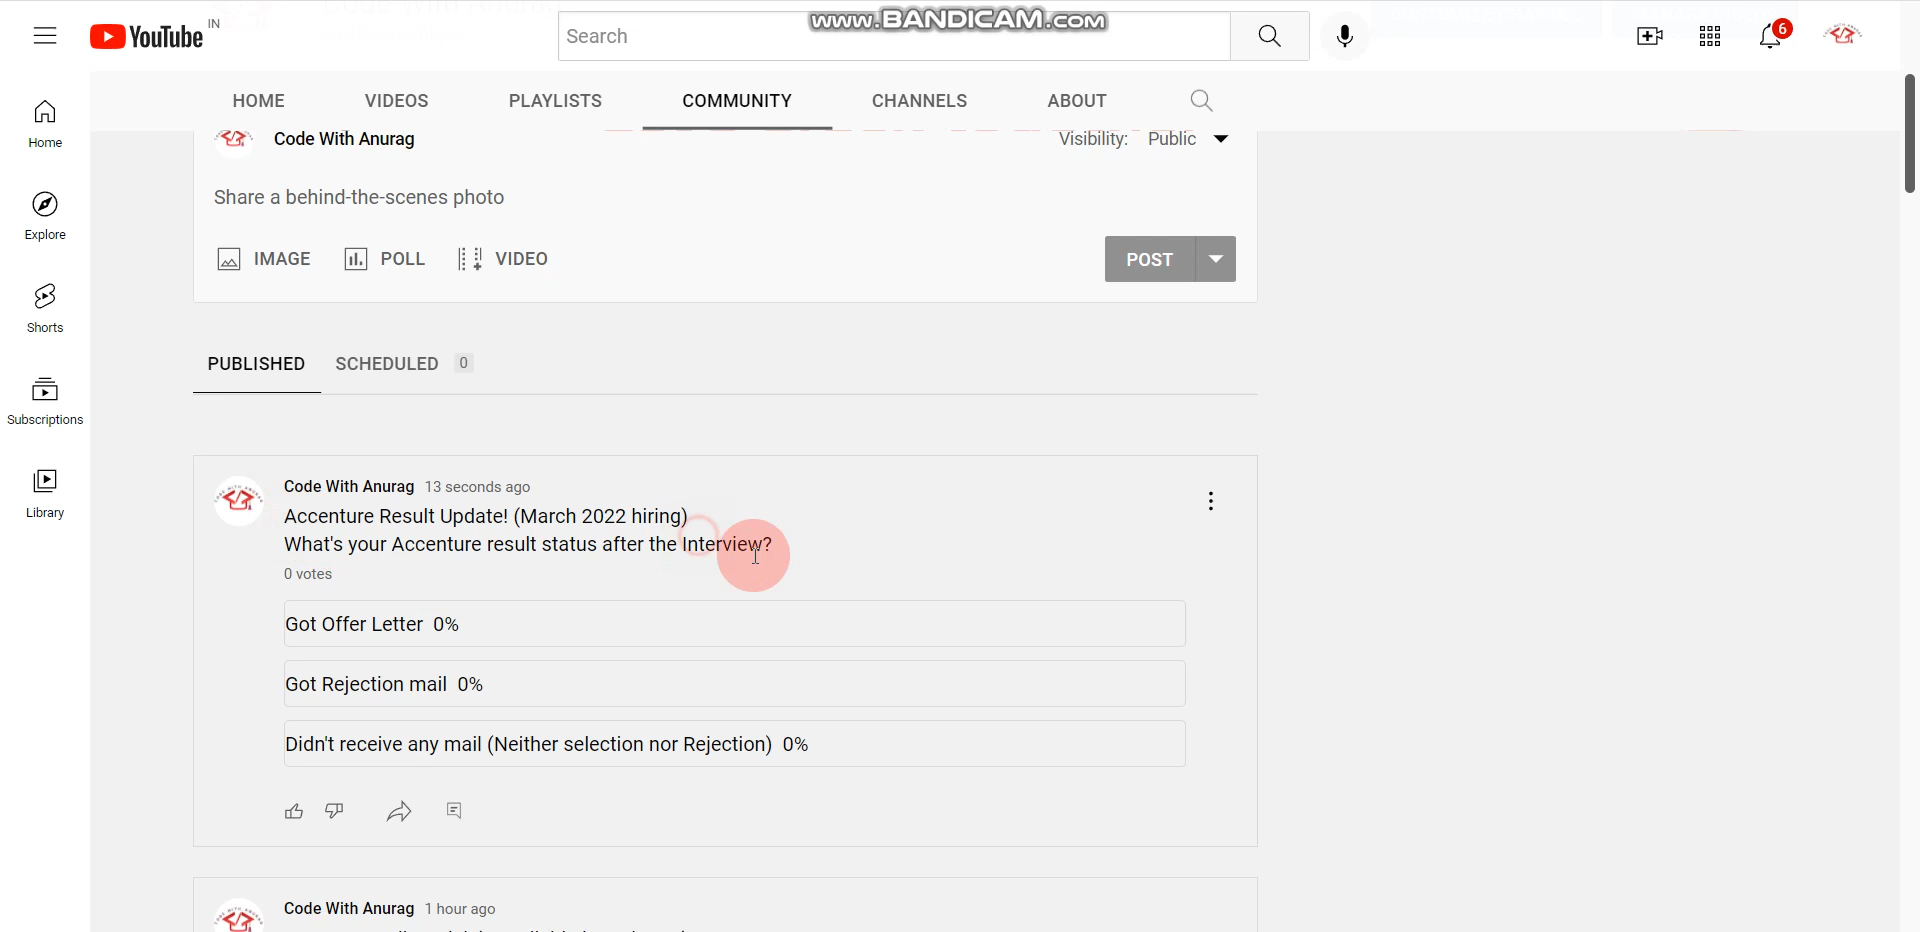 www.BANDICAM.com
YouTube IN
Search
6
HOME VIDEOS PLAYLISTS COMMUNITY CHANNELS ABOUT
Home
Explore
Shorts
Subscriptions
Library
Code With Anurag Visibility: Public
Share a behind-the-scenes photo
IMAGE POLL VIDEO POST
PUBLISHED SCHEDULED 0
Code With Anurag 13 seconds ago
Accenture Result Update! (March 2022 hiring)
What's your Accenture result status after the Interview?
0 votes
Got Offer Letter 0%
Got Rejection mail 0%
Didn't receive any mail (Neither selection nor Rejection) 0%
Code With Anurag 1 hour ago